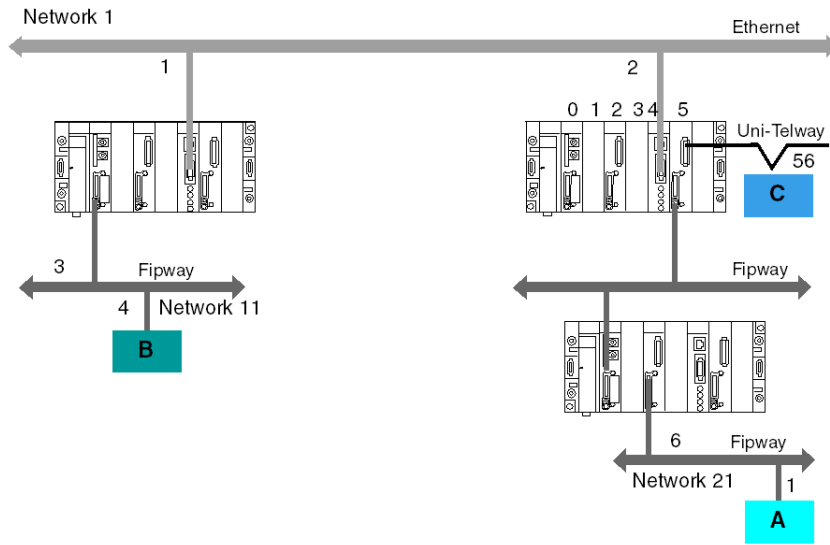 Network 1
Ethernet
1
2
0 1 2 3 4 5
Uni-Telway
56
C
3
Fipway
Fipway
4
Network 11
B
6
Fipway
Network 21
1
A